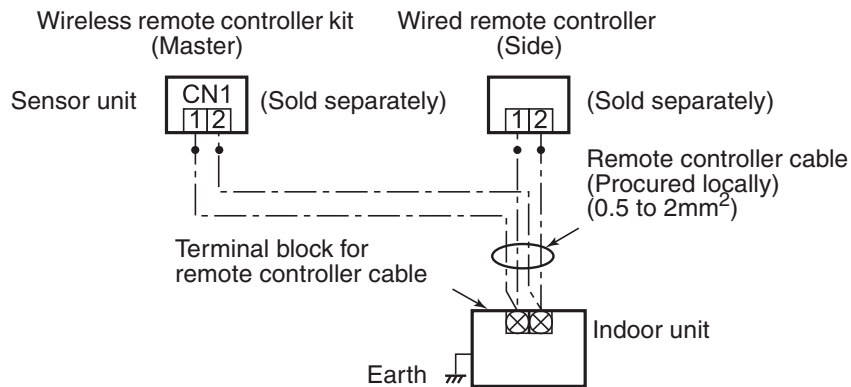 Wireless remote controller kit
(Master)
Wired remote controller
(Side)
Sensor unit
CN1
1 2
(Sold separately)
1 2
(Sold separately)
Remote controller cable
(Procured locally)
(0.5 to 2mm²)
Terminal block for
remote controller cable
Indoor unit
Earth